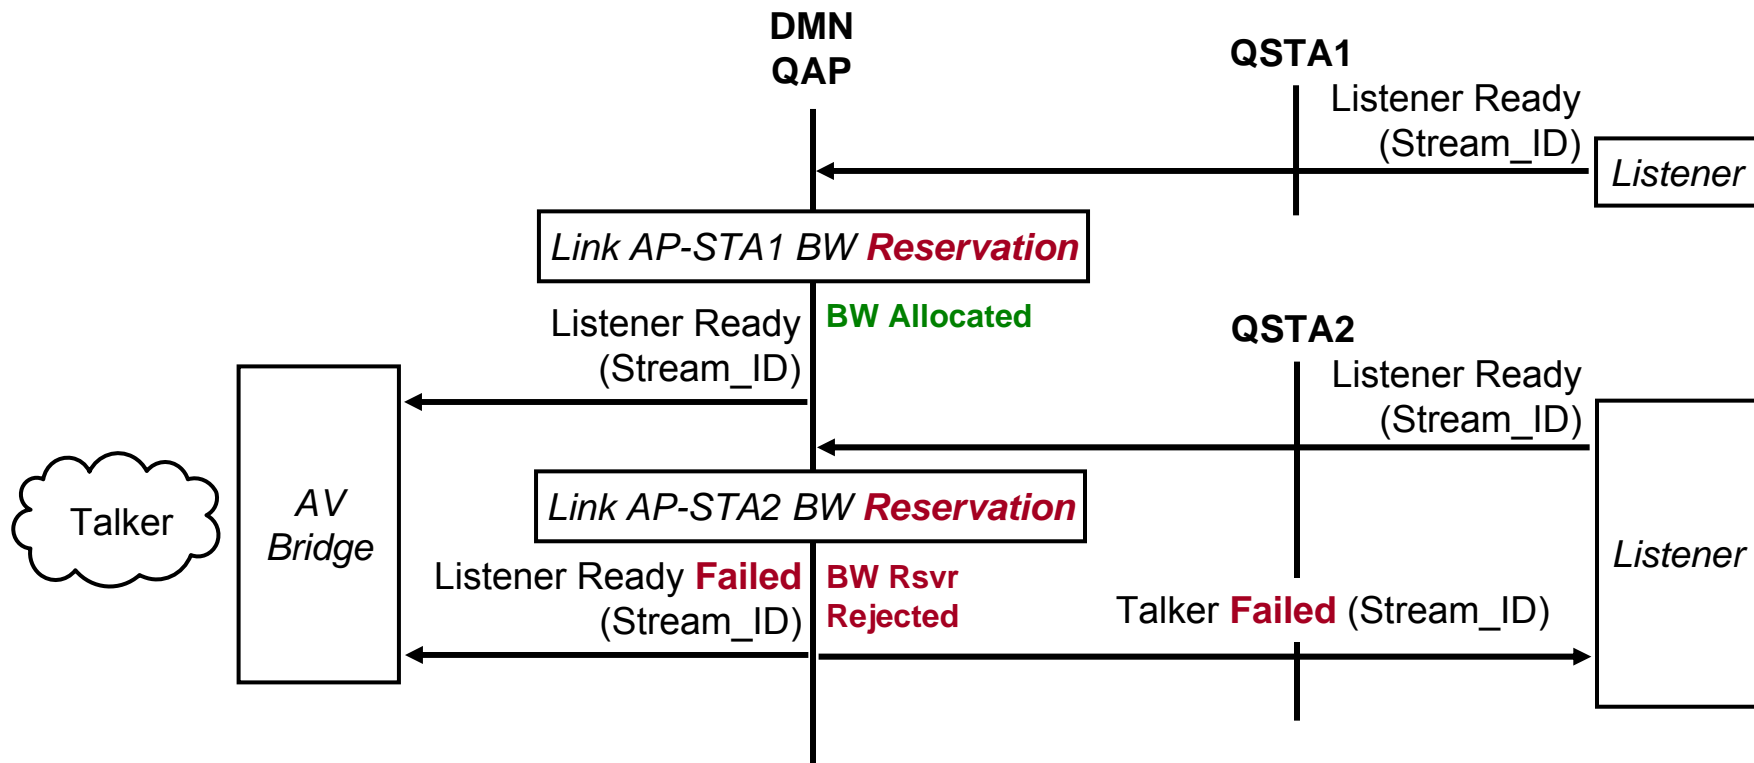 DMN
QAP
QSTA1
Listener Ready
(Stream_ID)
Listener
Link AP-STA1 BW Reservation
BW Allocated
Listener Ready
(Stream_ID)
QSTA2
Listener Ready
(Stream_ID)
Talker
AV
Bridge
Link AP-STA2 BW Reservation
Listener
Listener Ready Failed
(Stream_ID)
BW Rsvr
Rejected
Talker Failed (Stream_ID)